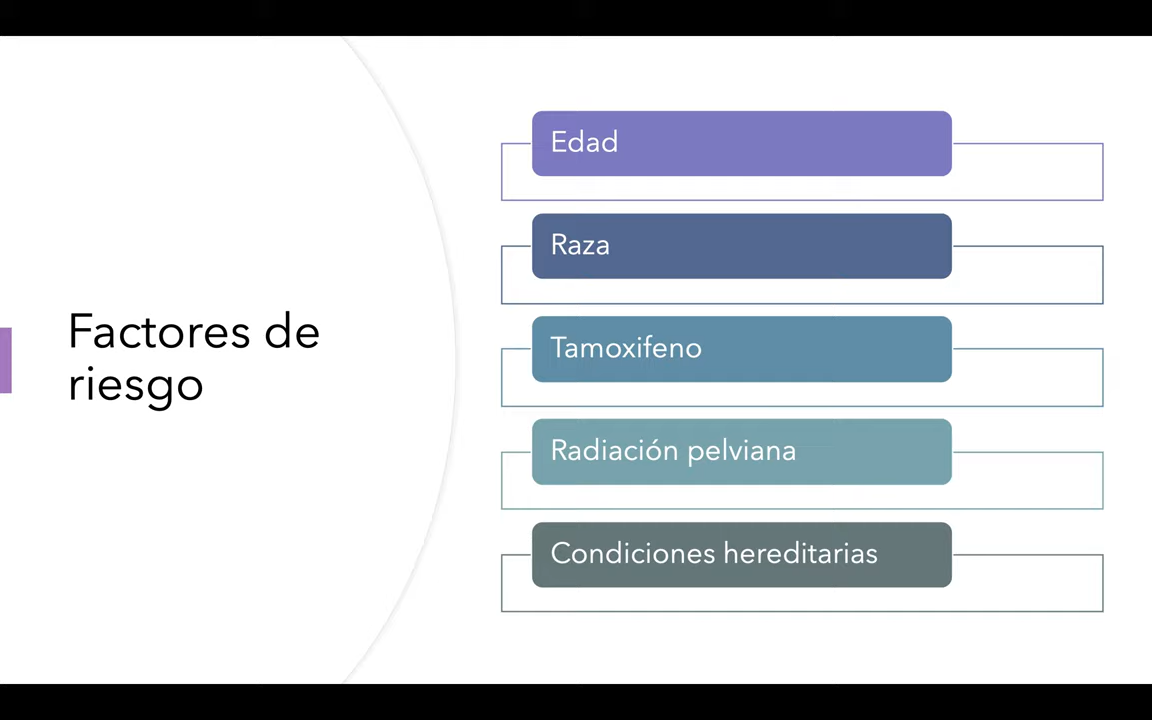 Factores de
riesgo
Edad
Raza
Tamoxifeno
Radiación pelviana
Condiciones hereditarias